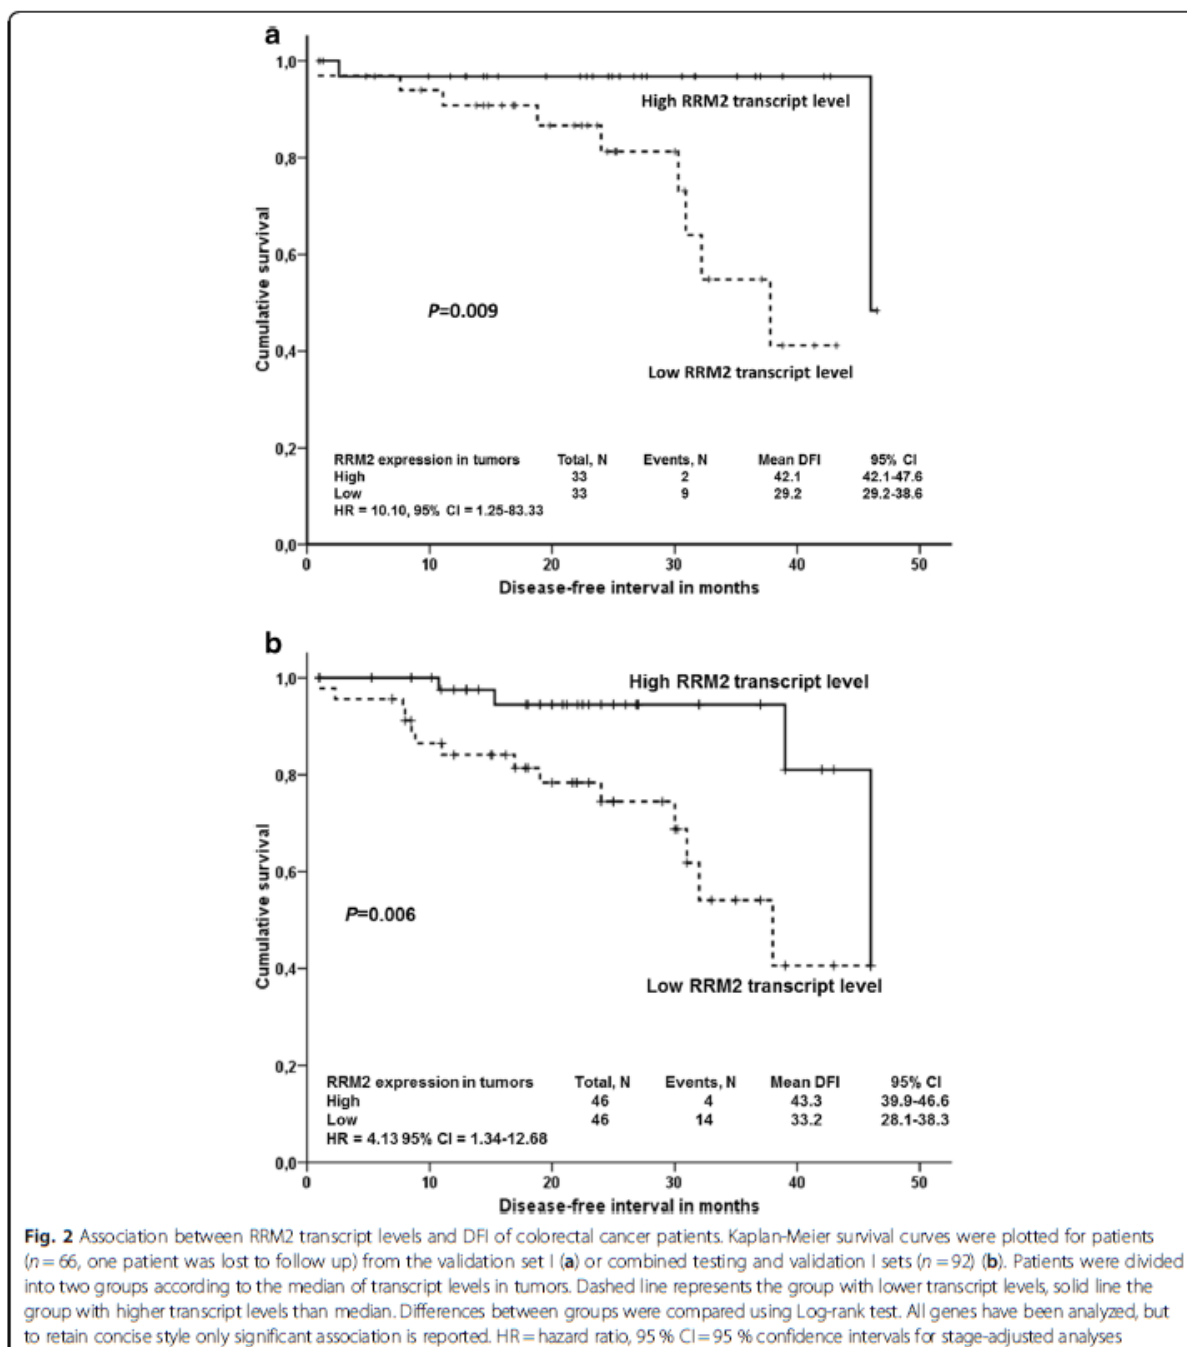 a
1,0
High RRM2 transcript level
0,8
0,6
Cumulative survival
P=0.009
0,4
Low RRM2 transcript level
0,2
RRM2 expression in tumors Total, N Events, N Mean DFI 95% CI
High 33 2 42.1 42.1-47.6
Low 33 9 29.2 29.2-38.6
HR = 10.10, 95% CI = 1.25-83.33
0,0
0 10 20 30 40 50
Disease-free interval in months
b
1,0
High RRM2 transcript level
0,8
0,6
Cumulative survival
P=0.006
0,4
Low RRM2 transcript level
0,2
RRM2 expression in tumors Total, N Events, N Mean DFI 95% CI
High 46 4 43.3 39.9-46.6
Low 46 14 33.2 28.1-38.3
HR = 4.13 95% CI = 1.34-12.68
0,0
0 10 20 30 40 50
Disease-free interval in months
Fig. 2 Association between RRM2 transcript levels and DFI of colorectal cancer patients. Kaplan-Meier survival curves were plotted for patients
(n = 66, one patient was lost to follow up) from the validation set I (a) or combined testing and validation I sets (n = 92) (b). Patients were divided
into two groups according to the median of transcript levels in tumors. Dashed line represents the group with lower transcript levels, solid line the
group with higher transcript levels than median. Differences between groups were compared using Log-rank test. All genes have been analyzed, but
to retain concise style only significant association is reported. HR = hazard ratio, 95 % CI = 95 % confidence intervals for stage-adjusted analyses